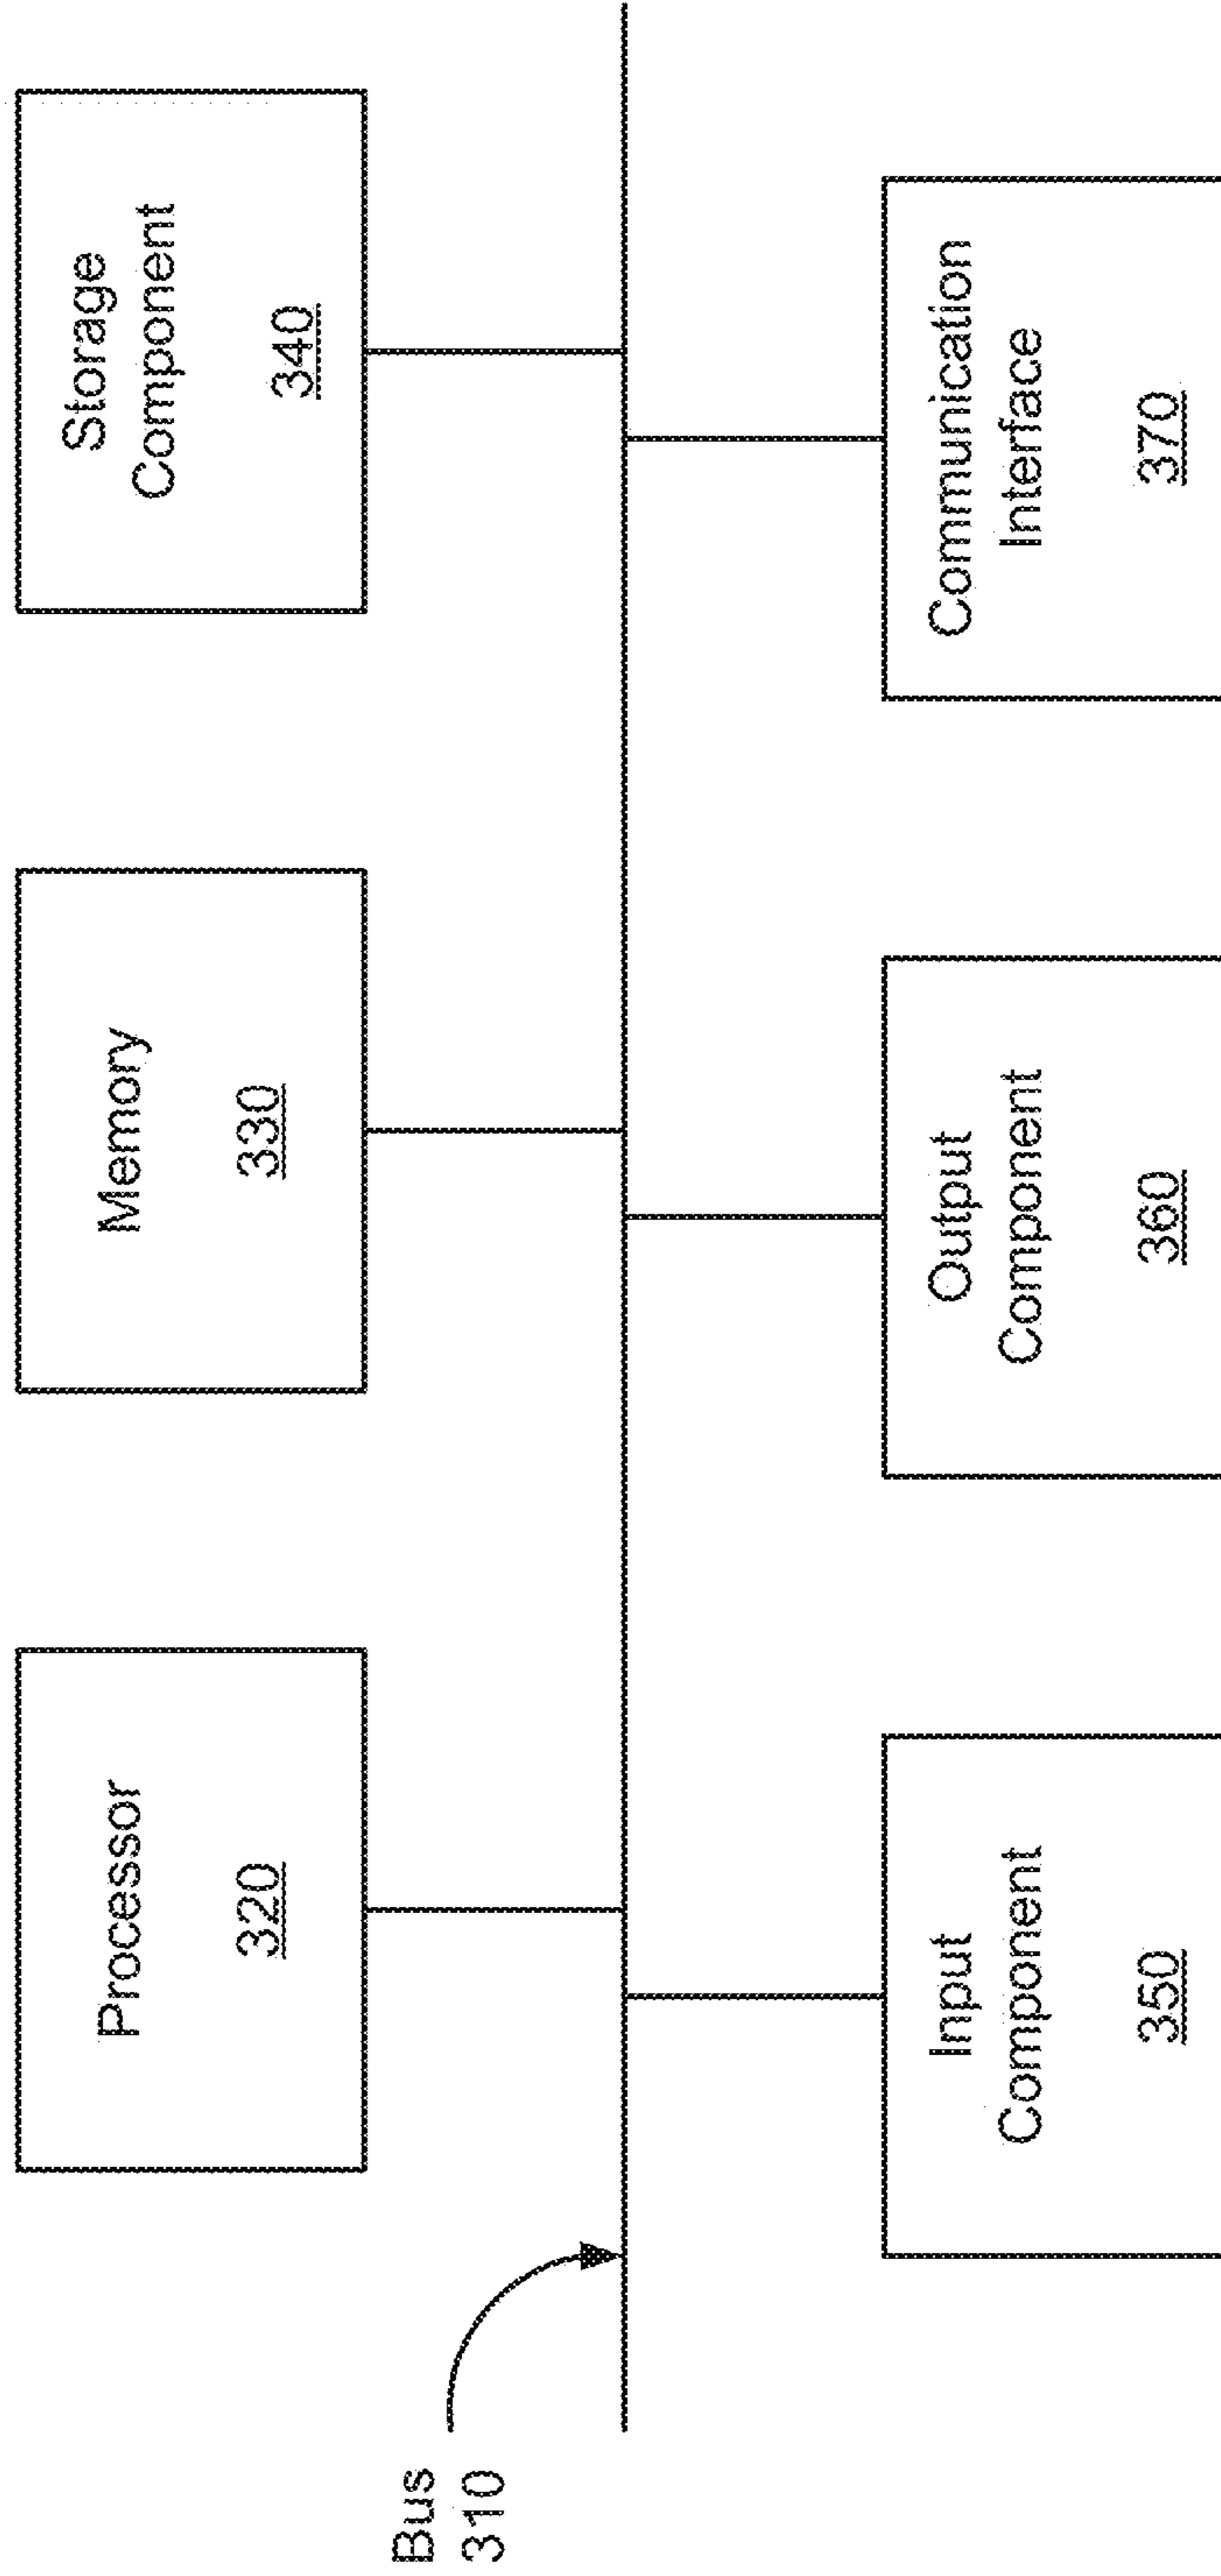 Bus
310
Processor
320
Memory
330
Storage
Component
340
Input
Component
350
Output
Component
360
Communication
Interface
370